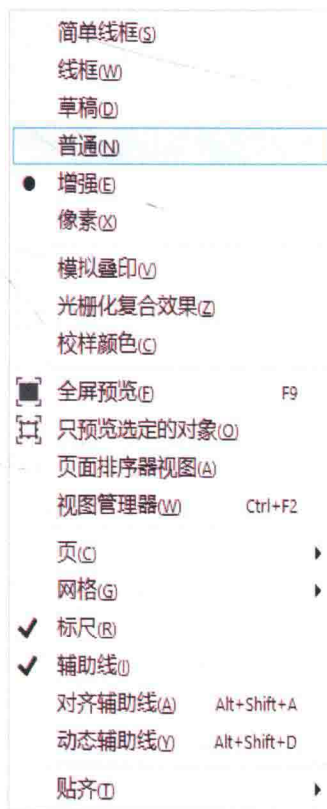 简单线框(S)
线框(W)
草稿(D)
普通(N)
增强(E)
像素(X)
模拟叠印(V)
光栅化复合效果(Z)
校样颜色(C)
全屏预览(F) F9
只预览选定的对象(O)
页面排序器视图(A)
视图管理器(W) Ctrl+F2
页(C)
网格(G)
标尺(R)
辅助线(I)
对齐辅助线(A) Alt+Shift+A
动态辅助线(Y) Alt+Shift+D
贴齐(T)